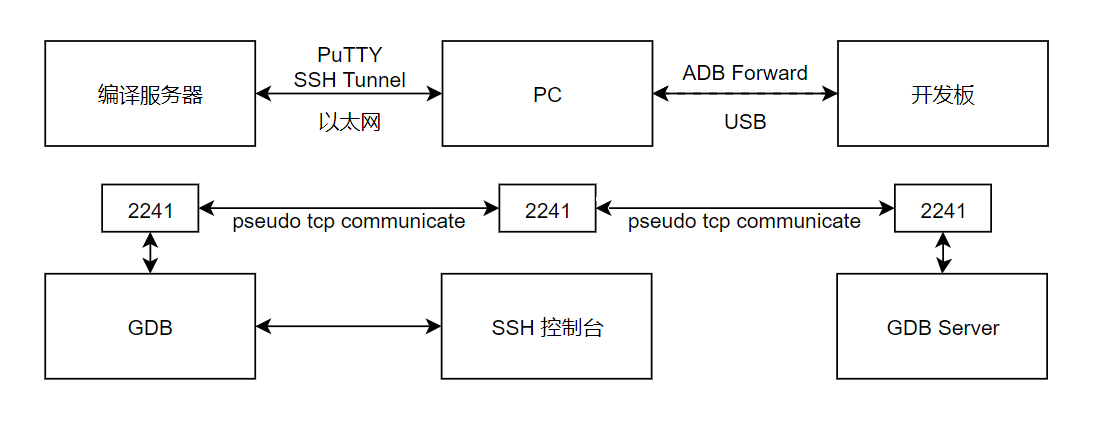 编译服务器
PuTTY
SSH Tunnel
以太网
PC
ADB Forward
USB
开发板
2241
pseudo tcp communicate
2241
pseudo tcp communicate
2241
GDB
SSH 控制台
GDB Server